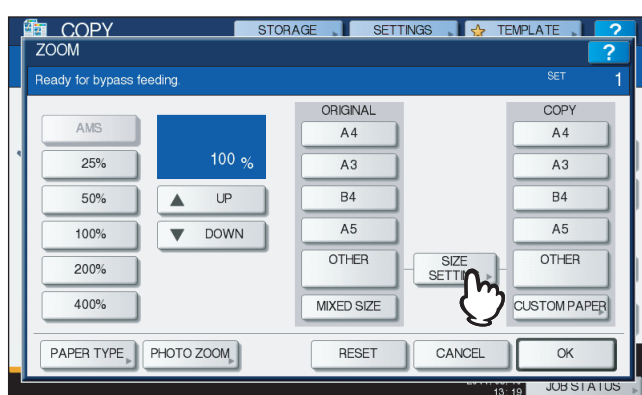 COPY STORAGE SETTINGS TEMPLATE ?
ZOOM ?
Ready for bypass feeding. SET 1
ORIGINAL COPY
AMS A4 A4
25% 100 % A3 A3
50% UP B4 B4
100% DOWN A5 A5
200% OTHER SIZE OTHER
400% MIXED SIZE CUSTOM PAPER
PAPER TYPE PHOTO ZOOM RESET CANCEL OK
13:19 JOB STATUS